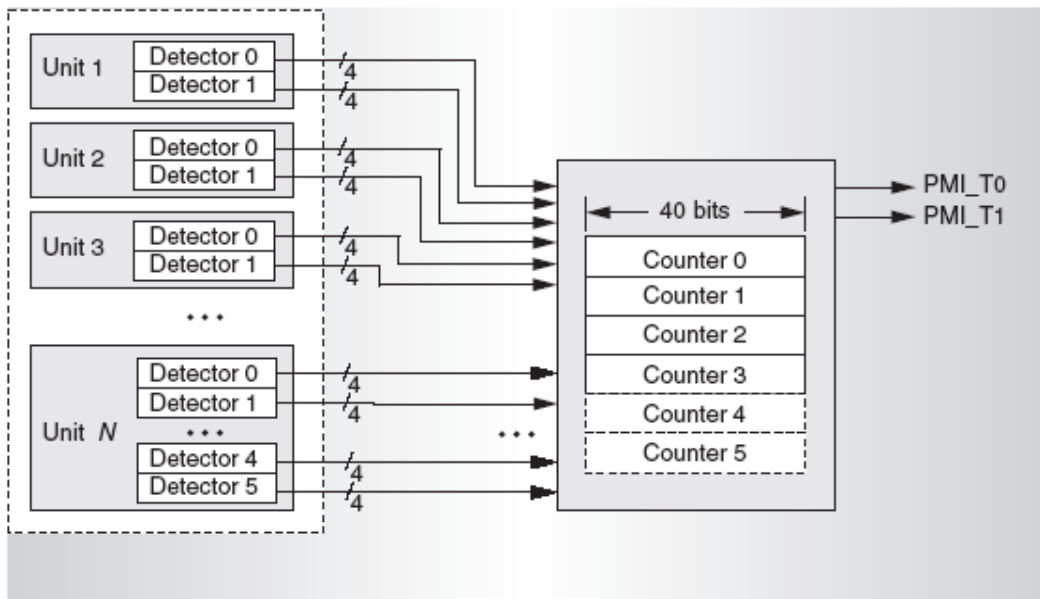 Unit 1
Detector 0
Detector 1
4
4
Unit 2
Detector 0
Detector 1
4
4
Unit 3
Detector 0
Detector 1
4
4
• • •
Unit N
Detector 0
Detector 1
• • •
Detector 4
Detector 5
4
4
4
4
• • •
40 bits
Counter 0
Counter 1
Counter 2
Counter 3
Counter 4
Counter 5
PMI_T0
PMI_T1